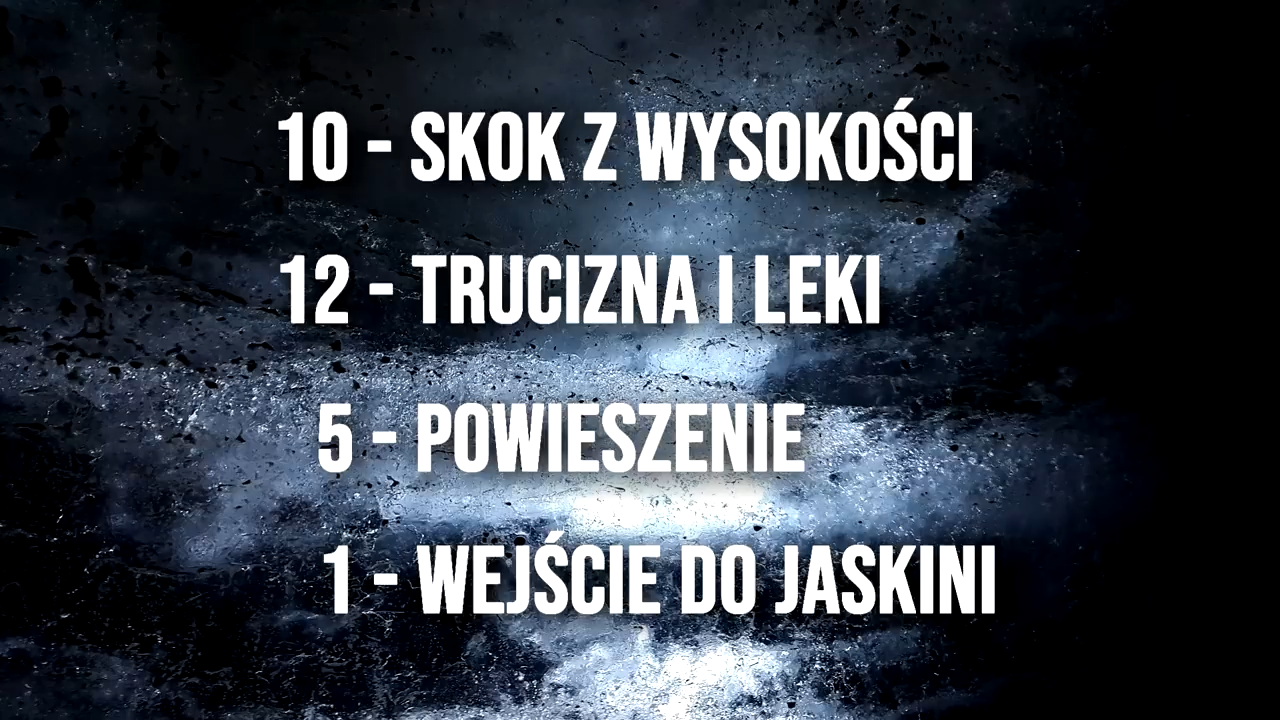 10 - SKOK Z WYSOKOŚCI
12 - TRUCIZNA I LEKI
5 - POWIESZENIE
1 - WEJŚCIE DO JASKINI